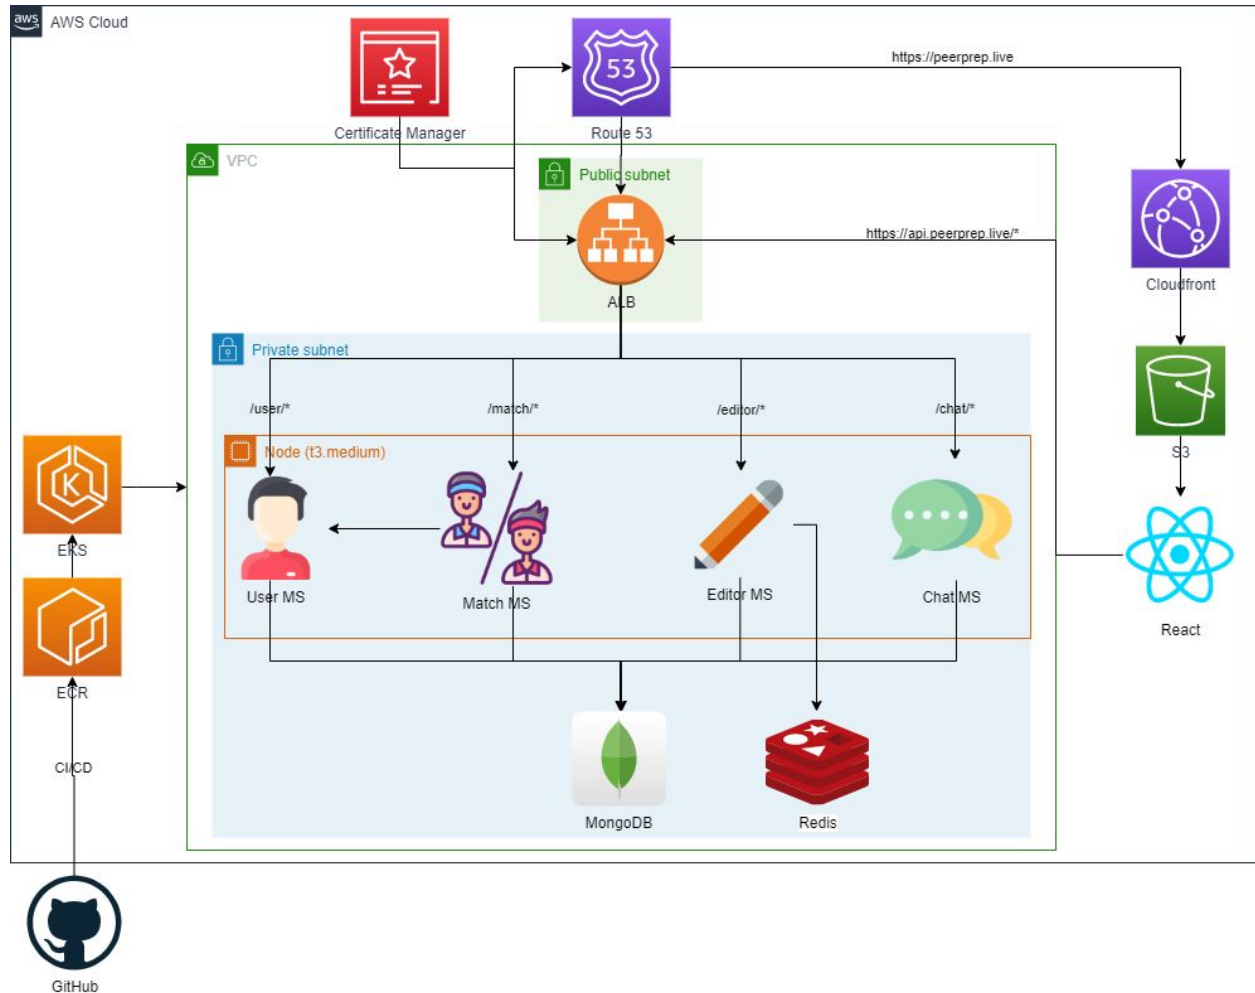 aws
AWS Cloud
Certificate Manager
53
Route 53
https://peerprep.live
VPC
Public subnet
https://api.peerprep.live/*
ALB
Cloudfront
Private subnet
/user/*
/match/*
/editor/*
/chat/*
Node (t3.medium)
S3
K
EKS
User MS
Match MS
Editor MS
Chat MS
React
ECR
CI/CD
MongoDB
Redis
GitHub